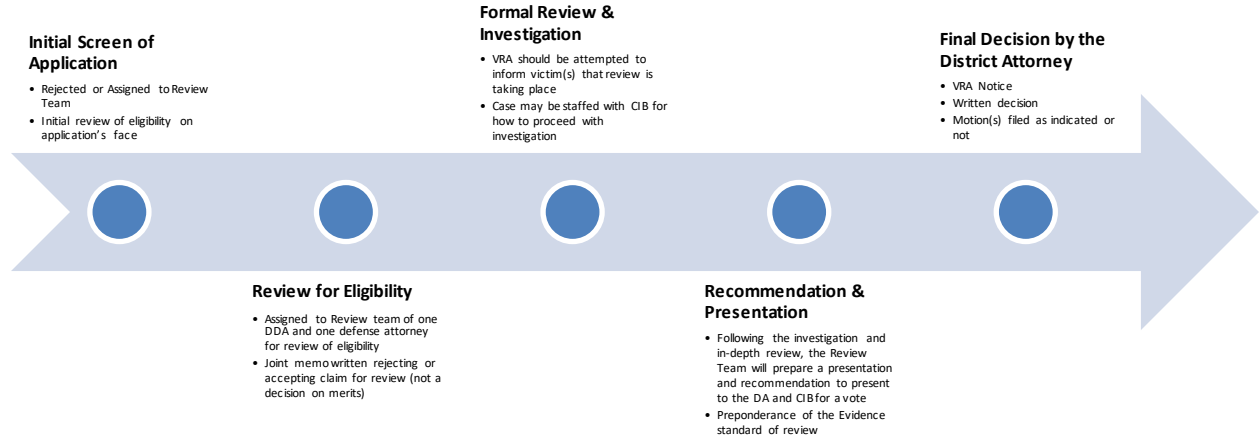 Initial Screen of
Application
• Rejected or Assigned to Review
Team
• Initial review of eligibility on
application's face
Review for Eligibility
• Assigned to Review team of one
DDA and one defense attorney
for review of eligibility
• Joint memo written rejecting or
accepting claim for review (not a
decision on merits)
Formal Review &
Investigation
• VRA should be attempted to
inform victim(s) that review is
taking place
• Case may be staffed with CIB for
how to proceed with
investigation
Recommendation &
Presentation
• Following the investigation and
in-depth review, the Review
Team will prepare a presentation
and recommendation to present
to the DA and CIB for a vote
• Preponderance of the Evidence
standard of review
Final Decision by the
District Attorney
• VRA Notice
• Written decision
• Motion(s) filed as indicated or
not